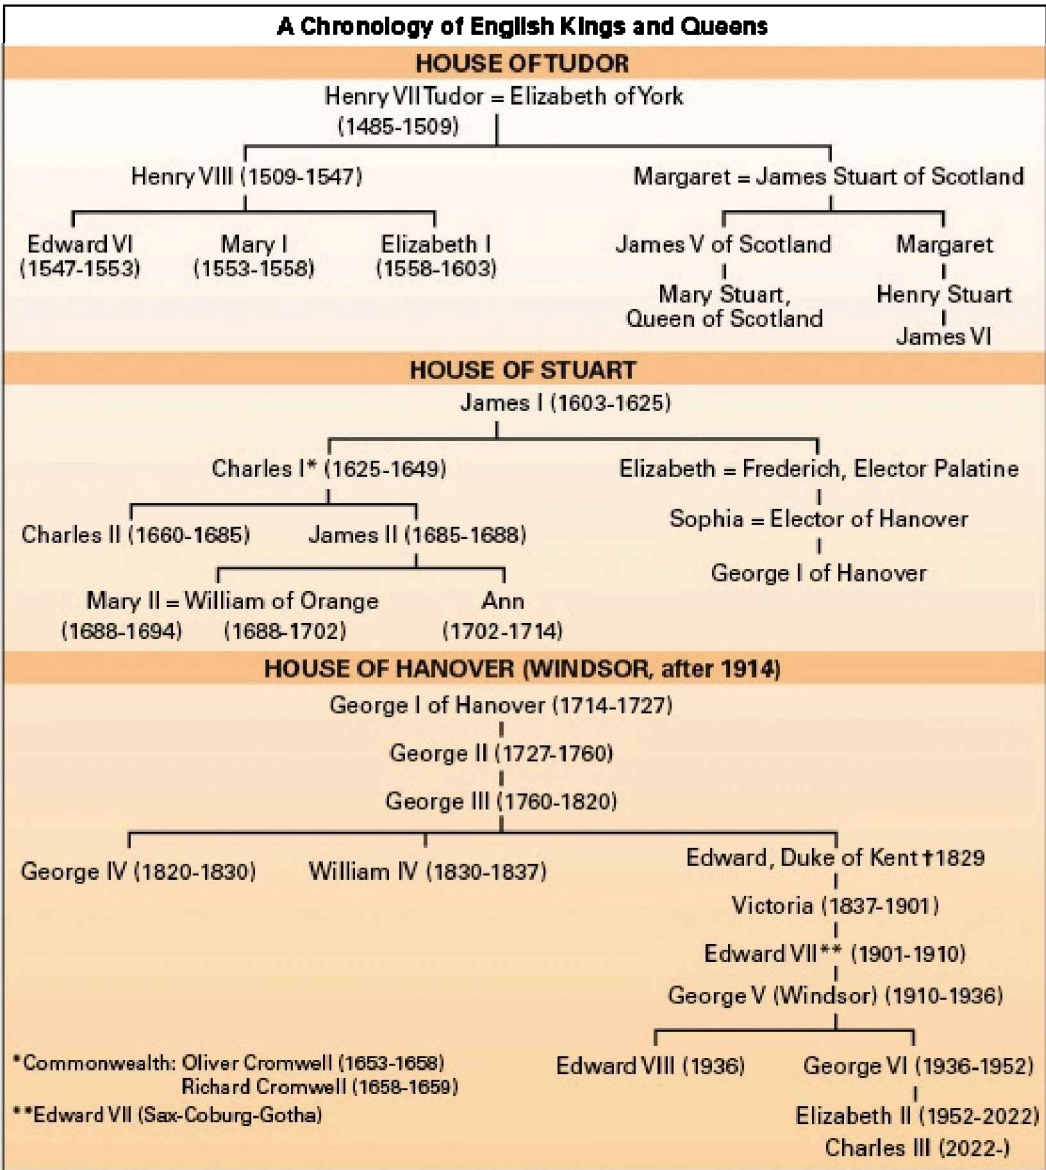 A Chronology of English Kings and Queens
HOUSE OF TUDOR
Henry VII Tudor = Elizabeth of York
(1485-1509)
Henry VIII (1509-1547)
Margaret = James Stuart of Scotland
Edward VI
(1547-1553)
Mary I
(1553-1558)
Elizabeth I
(1558-1603)
James V of Scotland
Margaret
Mary Stuart,
Queen of Scotland
Henry Stuart
James VI
HOUSE OF STUART
James I (1603-1625)
Charles I* (1625-1649)
Elizabeth = Frederich, Elector Palatine
Charles II (1660-1685)
James II (1685-1688)
Sophia = Elector of Hanover
George I of Hanover
Mary II = William of Orange
(1688-1694) (1688-1702)
Ann
(1702-1714)
HOUSE OF HANOVER (WINDSOR, after 1914)
George I of Hanover (1714-1727)
George II (1727-1760)
George III (1760-1820)
George IV (1820-1830)
William IV (1830-1837)
Edward, Duke of Kent †1829
Victoria (1837-1901)
Edward VII** (1901-1910)
George V (Windsor) (1910-1936)
Edward VIII (1936)
George VI (1936-1952)
Elizabeth II (1952-2022)
Charles III (2022-)
*Commonwealth: Oliver Cromwell (1653-1658)
Richard Cromwell (1658-1659)
**Edward VII (Sax-Coburg-Gotha)